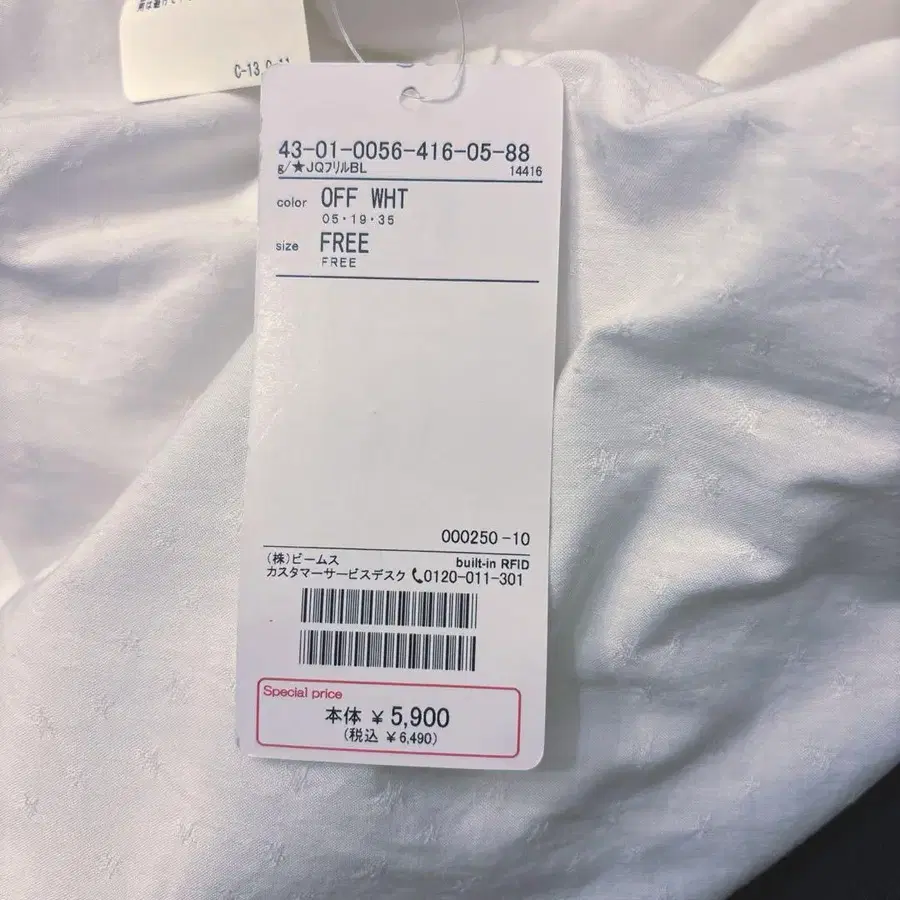 C-13
43-01-0056-416-05-88
g/★JQフリルBL 14416
color OFF WHT
05・19・35
size FREE
FREE
000250-10
(株)ビームス built-in RFID
カスタマーサービスデスク 0120-011-301
Special price
本体 ¥5,900
(税込 ¥6,490)